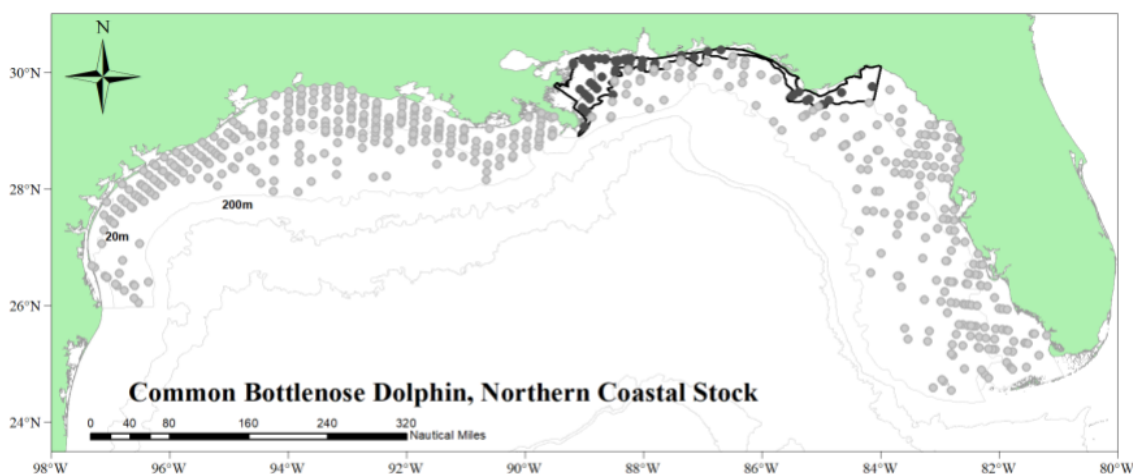 N
30°N
28°N
200m
20m
26°N
Common Bottlenose Dolphin, Northern Coastal Stock
24°N
0 40 80 160 240 320
Nautical Miles
98°W 96°W 94°W 92°W 90°W 88°W 86°W 84°W 82°W 80°W